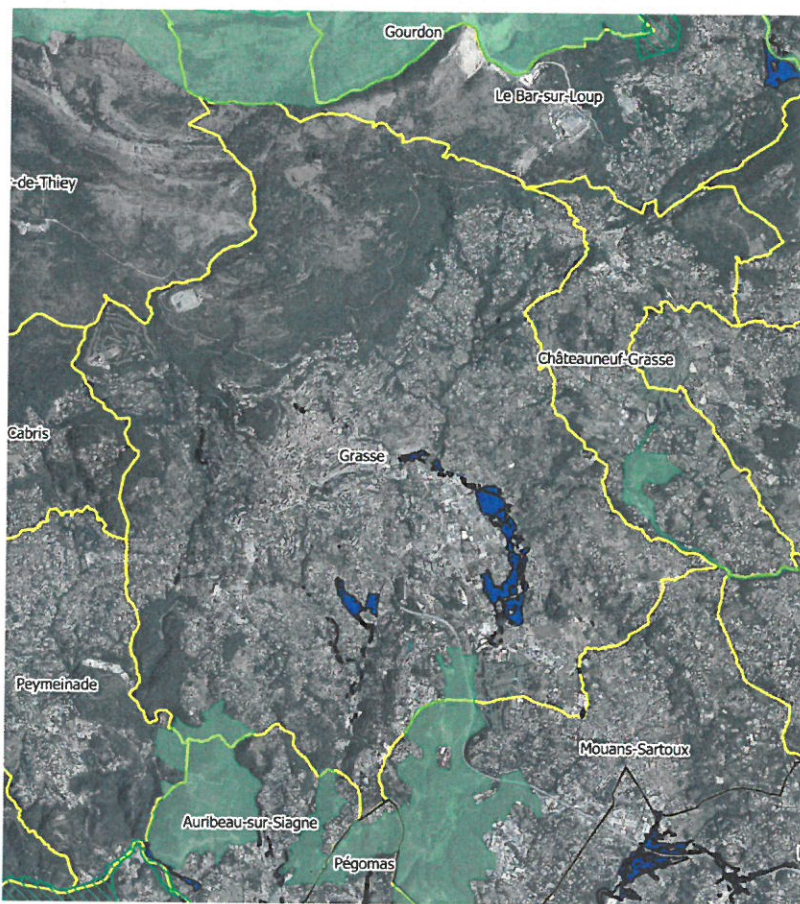 Gourdon
Le Bar-sur-Loup
-de-Thiey
Châteauneuf-Grasse
Cabris
Grasse
Peymeinade
Mouans-Sartoux
Auribeau-sur-Siagne
Pégomas